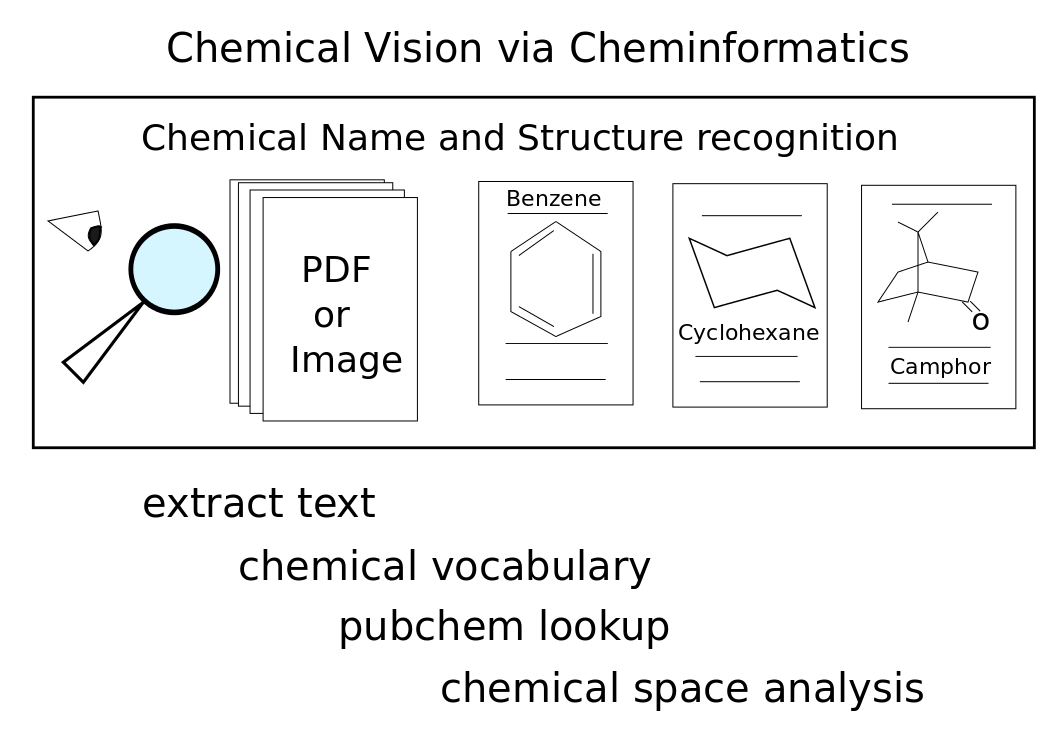 Chemical Vision via Cheminformatics
Chemical Name and Structure recognition
PDF
or
Image
Benzene
Cyclohexane
O
Camphor
extract text
chemical vocabulary
pubchem lookup
chemical space analysis